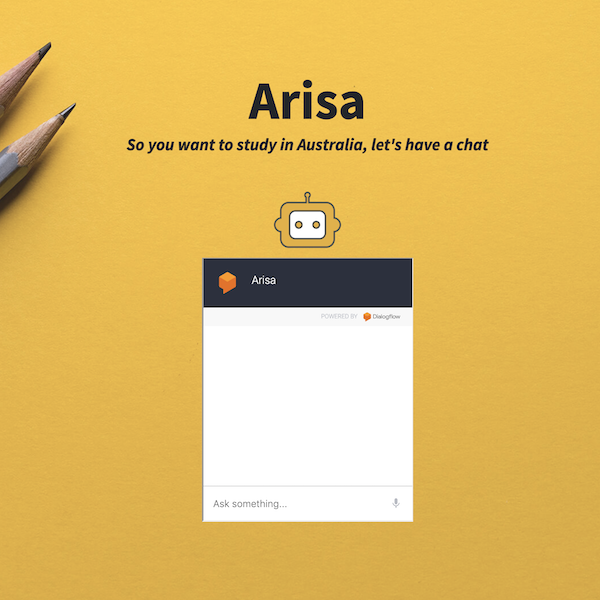 Arisa
So you want to study in Australia, let's have a chat
Arisa
POWERED BY Dialogflow
Ask something...